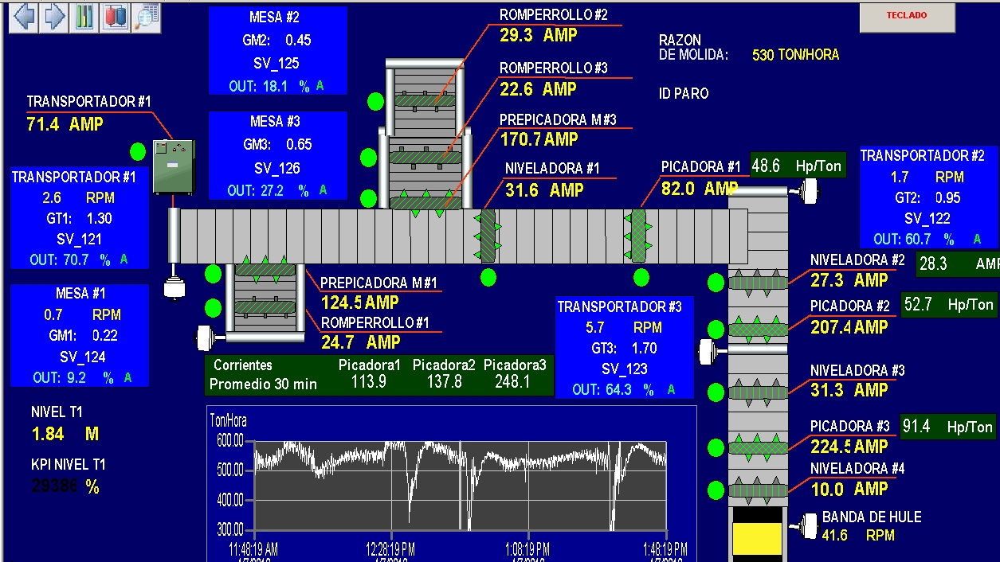 TECLADO
MESA #2
GM2: 0.45
SV_125
OUT: 18.1 % A
ROMPERROLLO #2
29.3 AMP
RAZON
DE MOLIDA: 530 TON/HORA
ROMPERROLLO #3
22.6 AMP
ID PARO
TRANSPORTADOR #1
71.4 AMP
MESA #3
GM3: 0.65
SV_126
OUT: 27.2 % A
PREPICADORA M#3
170.7 AMP
NIVELADORA #1
31.6 AMP
PICADORA #1
82.0 AMP
48.6 Hp/Ton
TRANSPORTADOR #2
1.7 RPM
GT2: 0.95
SV_122
OUT: 60.7 % A
TRANSPORTADOR #1
2.6 RPM
GT1: 1.30
SV_121
OUT: 70.7 % A
NIVELADORA #2
27.3 AMP
28.3
PREPICADORA M#1
124.5 AMP
ROMPERROLLO #1
24.7 AMP
MESA #1
0.7 RPM
GM1: 0.22
SV_124
OUT: 9.2 % A
TRANSPORTADOR #3
5.7 RPM
GT3: 1.70
SV_123
OUT: 64.3 % A
PICADORA #2
207.4 AMP
52.7 Hp/Ton
Corrientes Picadora1 Picadora2 Picadora3
Promedio 30 min 113.9 137.8 248.1
NIVELADORA #3
31.3 AMP
NIVEL T1
1.84 M
KPI NIVEL T1
%
PICADORA #3
224.5 AMP
91.4 Hp/Ton
NIVELADORA #4
10.0 AMP
BANDA DE HULE
41.6 RPM
Ton/Hora
600.00
500.00
400.00
300.00
11:48:19 AM 12:28:19 PM 1:08:19 PM 1:48:19 PM